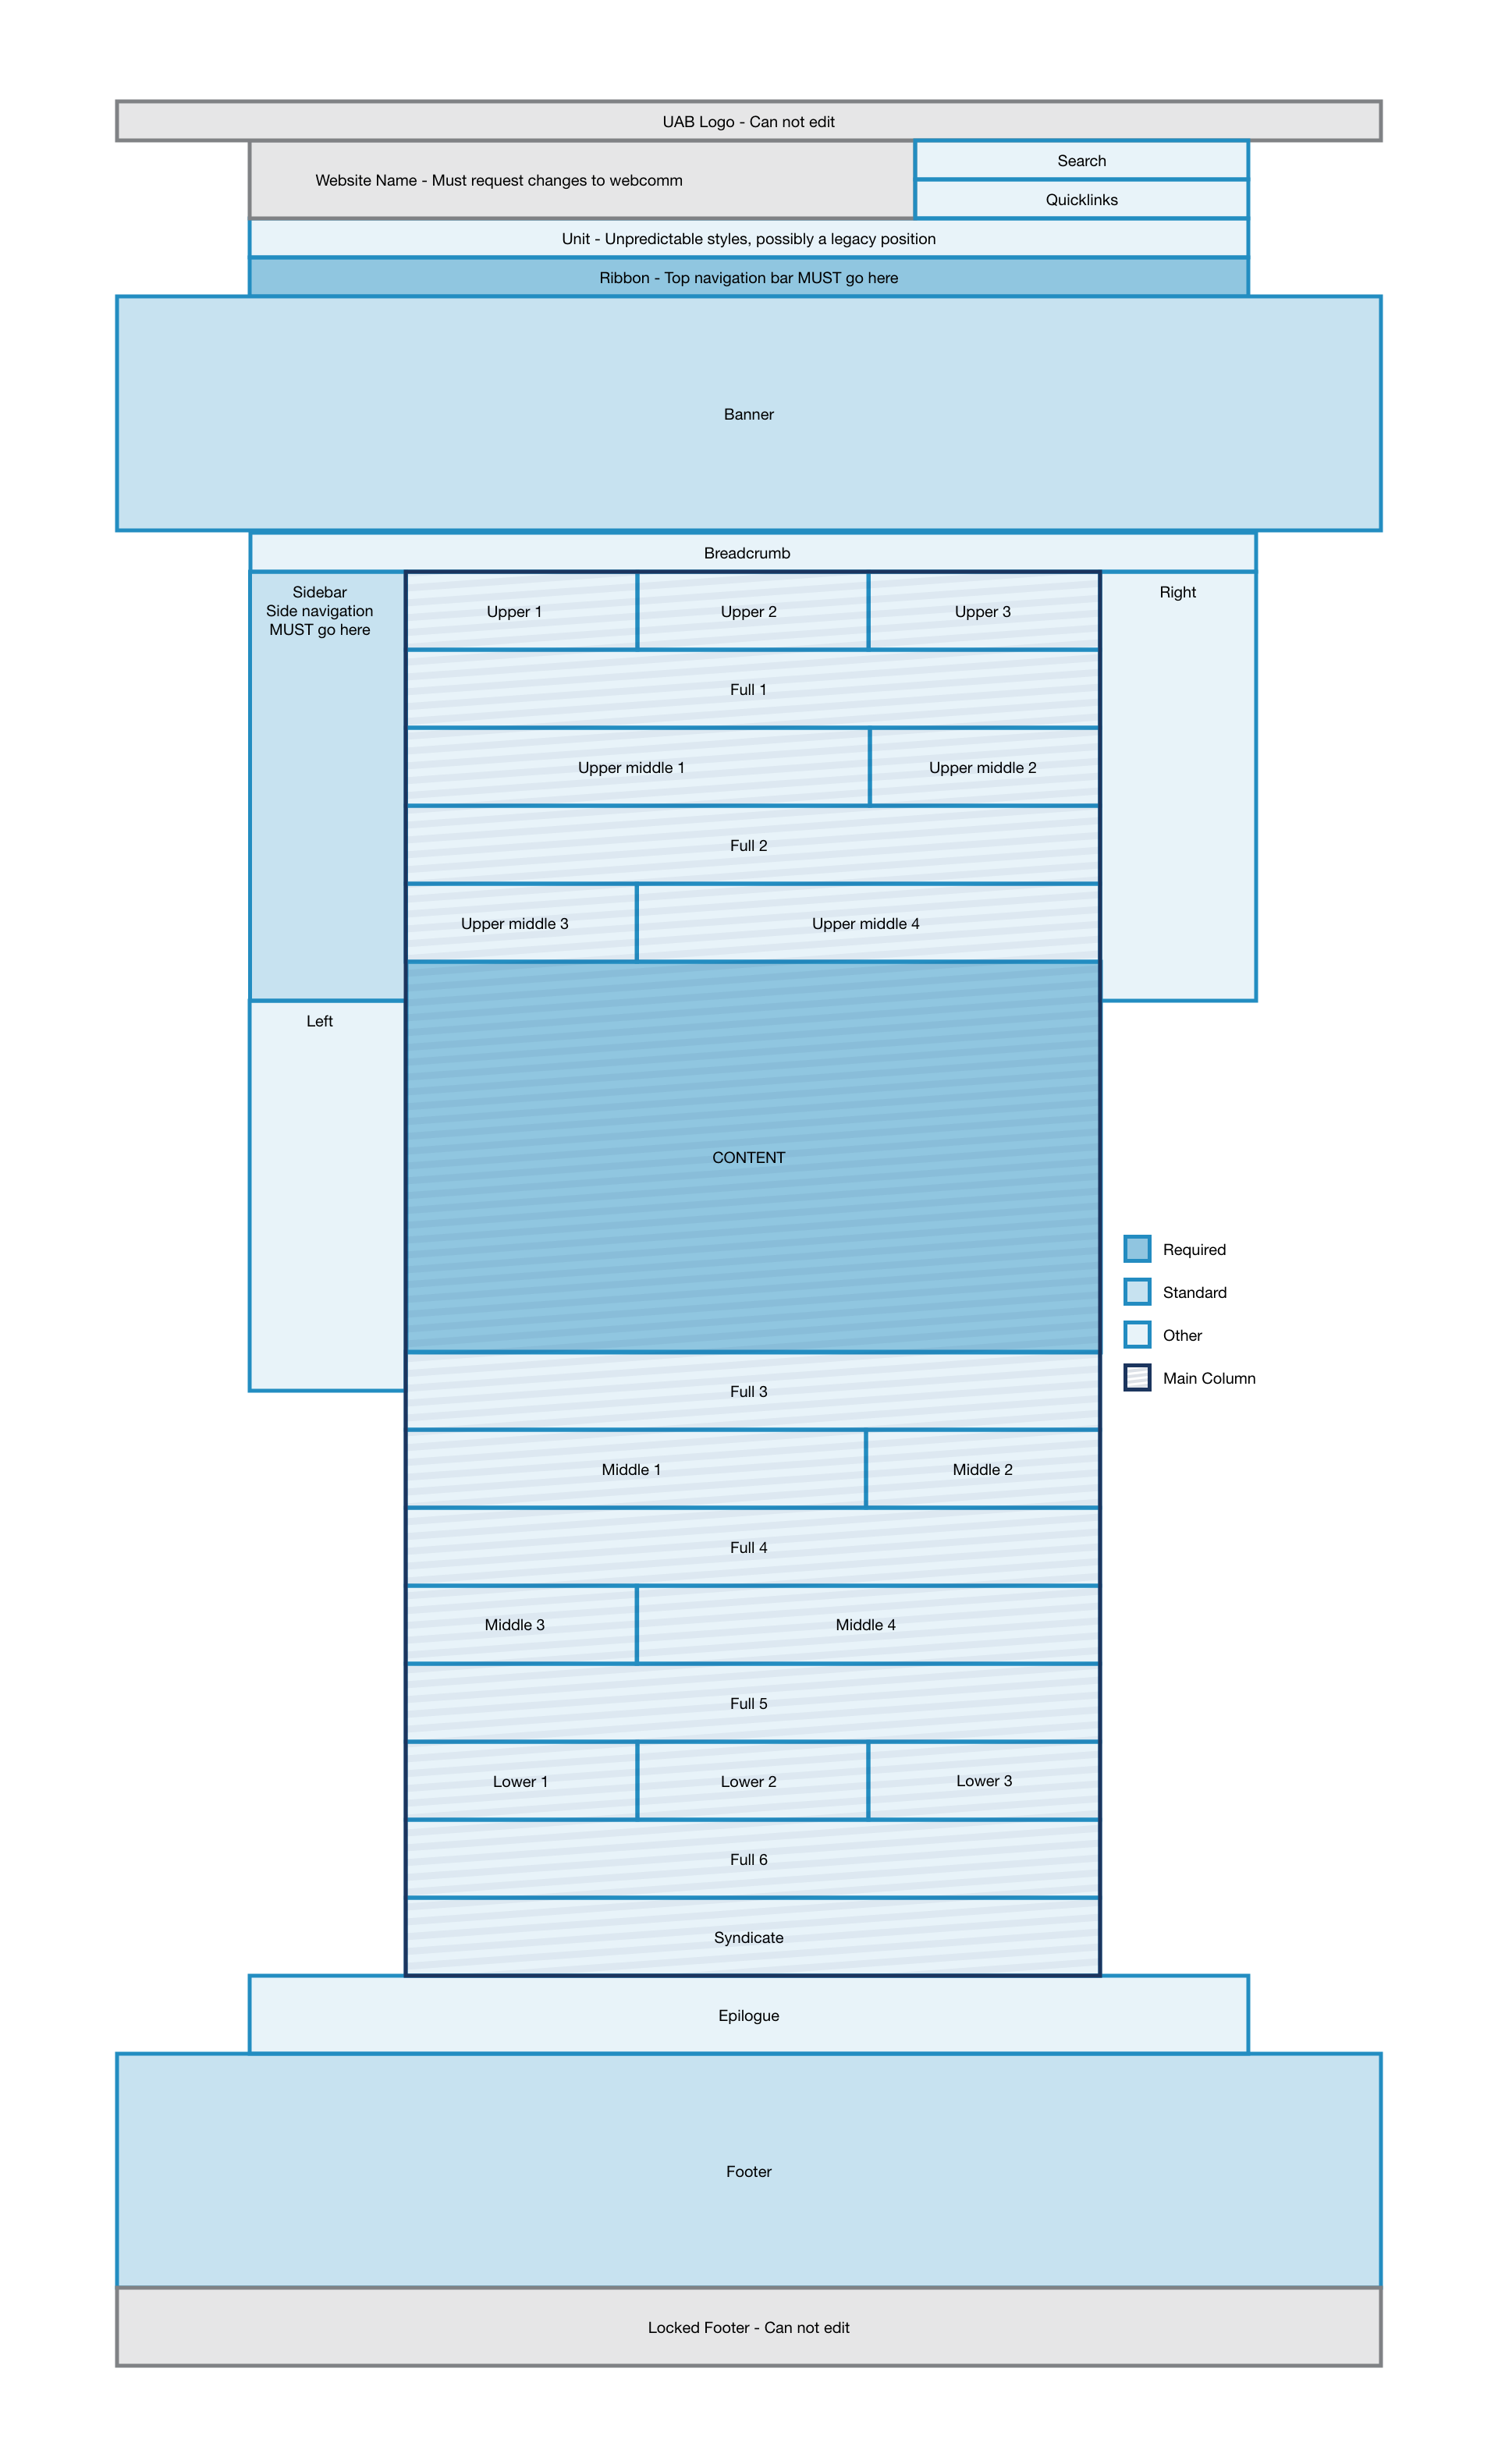 UAB Logo - Can not edit
Website Name - Must request changes to webcomm
Search
Quicklinks
Unit - Unpredictable styles, possibly a legacy position
Ribbon - Top navigation bar MUST go here
Banner
Breadcrumb
Sidebar
Side navigation
MUST go here
Upper 1
Upper 2
Upper 3
Right
Full 1
Upper middle 1
Upper middle 2
Full 2
Upper middle 3
Upper middle 4
Left
CONTENT
Required
Standard
Other
Main Column
Full 3
Middle 1
Middle 2
Full 4
Middle 3
Middle 4
Full 5
Lower 1
Lower 2
Lower 3
Full 6
Syndicate
Epilogue
Footer
Locked Footer - Can not edit